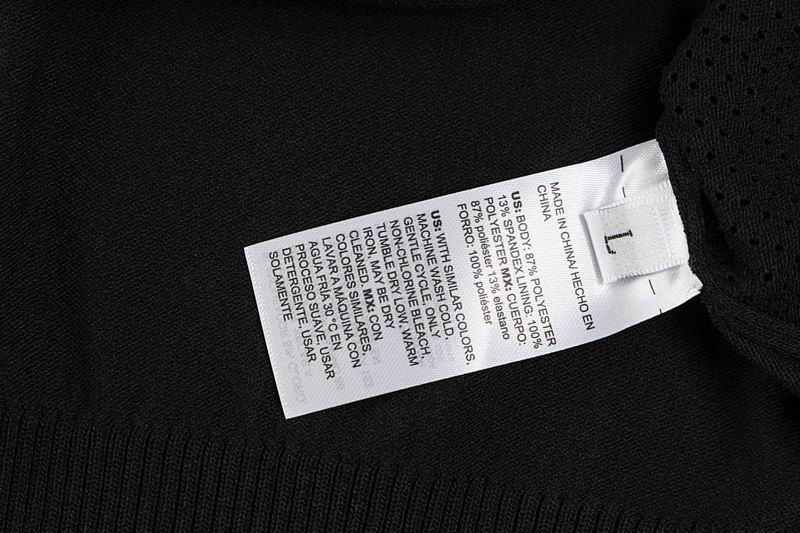 L
MADE IN CHINA/ HECHO EN
CHINA
US: BODY: 87% POLYESTER
13% SPANDEX LINING: 100%
POLYESTER MX: CUERPO:
87% poliéster 13% elastano
FORRO: 100% poliéster
US: WITH SIMILAR COLORS,
MACHINE WASH COLD,
GENTLE CYCLE, ONLY
NON-CHLORINE BLEACH,
TUMBLE DRY LOW, WARM
IRON, MAY BE DRY
CLEANED. MX: CON
COLORES SIMILARES,
LAVAR A MÁQUINA CON
AGUA FRÍA 30 °C EN
PROCESO SUAVE, USAR
DETERGENTE, USAR
SOLAMENTE